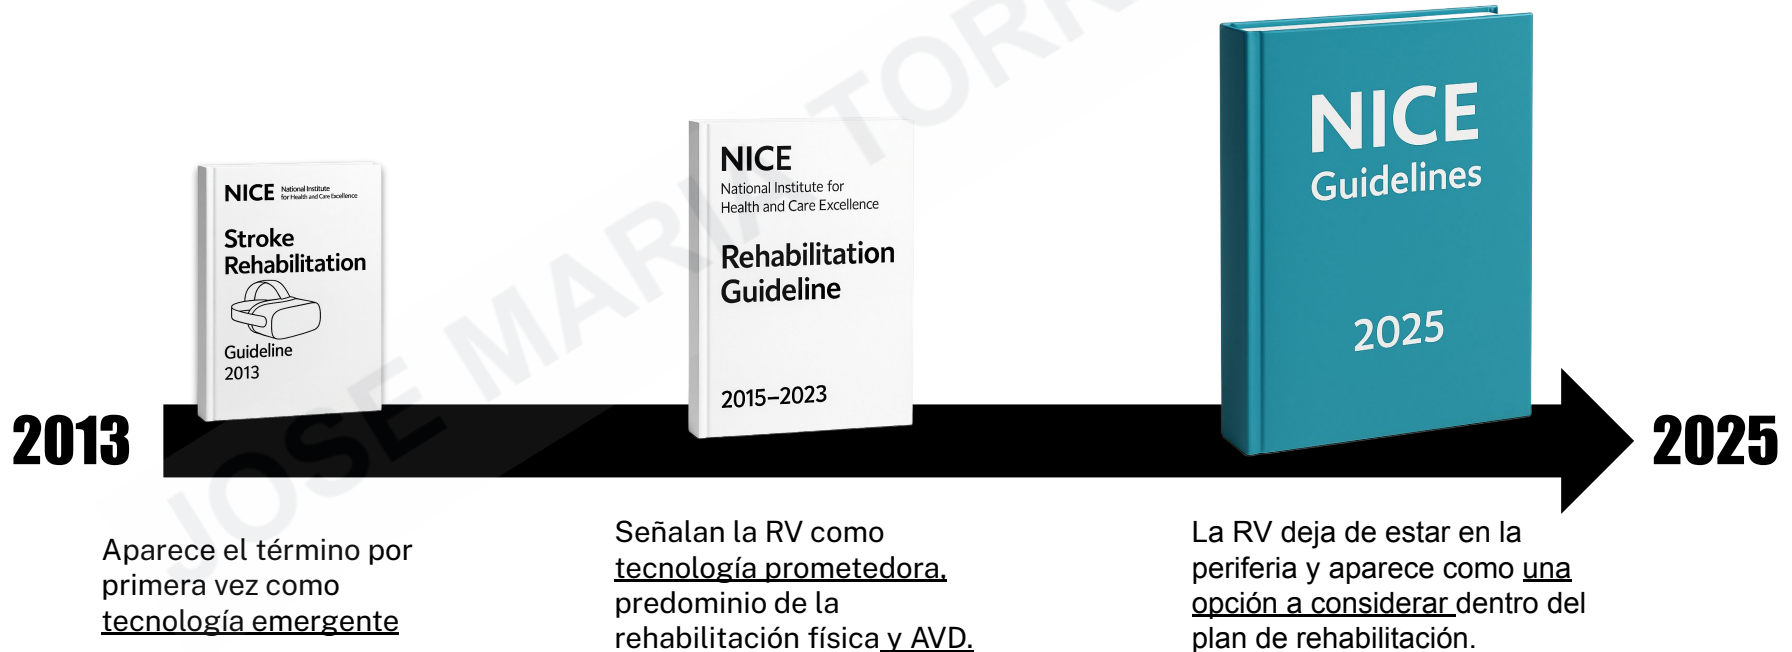 JOSE MARIA TORR
NICE National Institute
for Health and Care Excellence
Stroke
Rehabilitation
Guideline
2013
NICE
National Institute for
Health and Care Excellence
Rehabilitation
Guideline
2015–2023
NICE
Guidelines
2025
2013
2025
Aparece el término por
primera vez como
tecnología emergente
Señalan la RV como
tecnología prometedora,
predominio de la
rehabilitación física y AVD.
La RV deja de estar en la
periferia y aparece como una
opción a considerar dentro del
plan de rehabilitación.